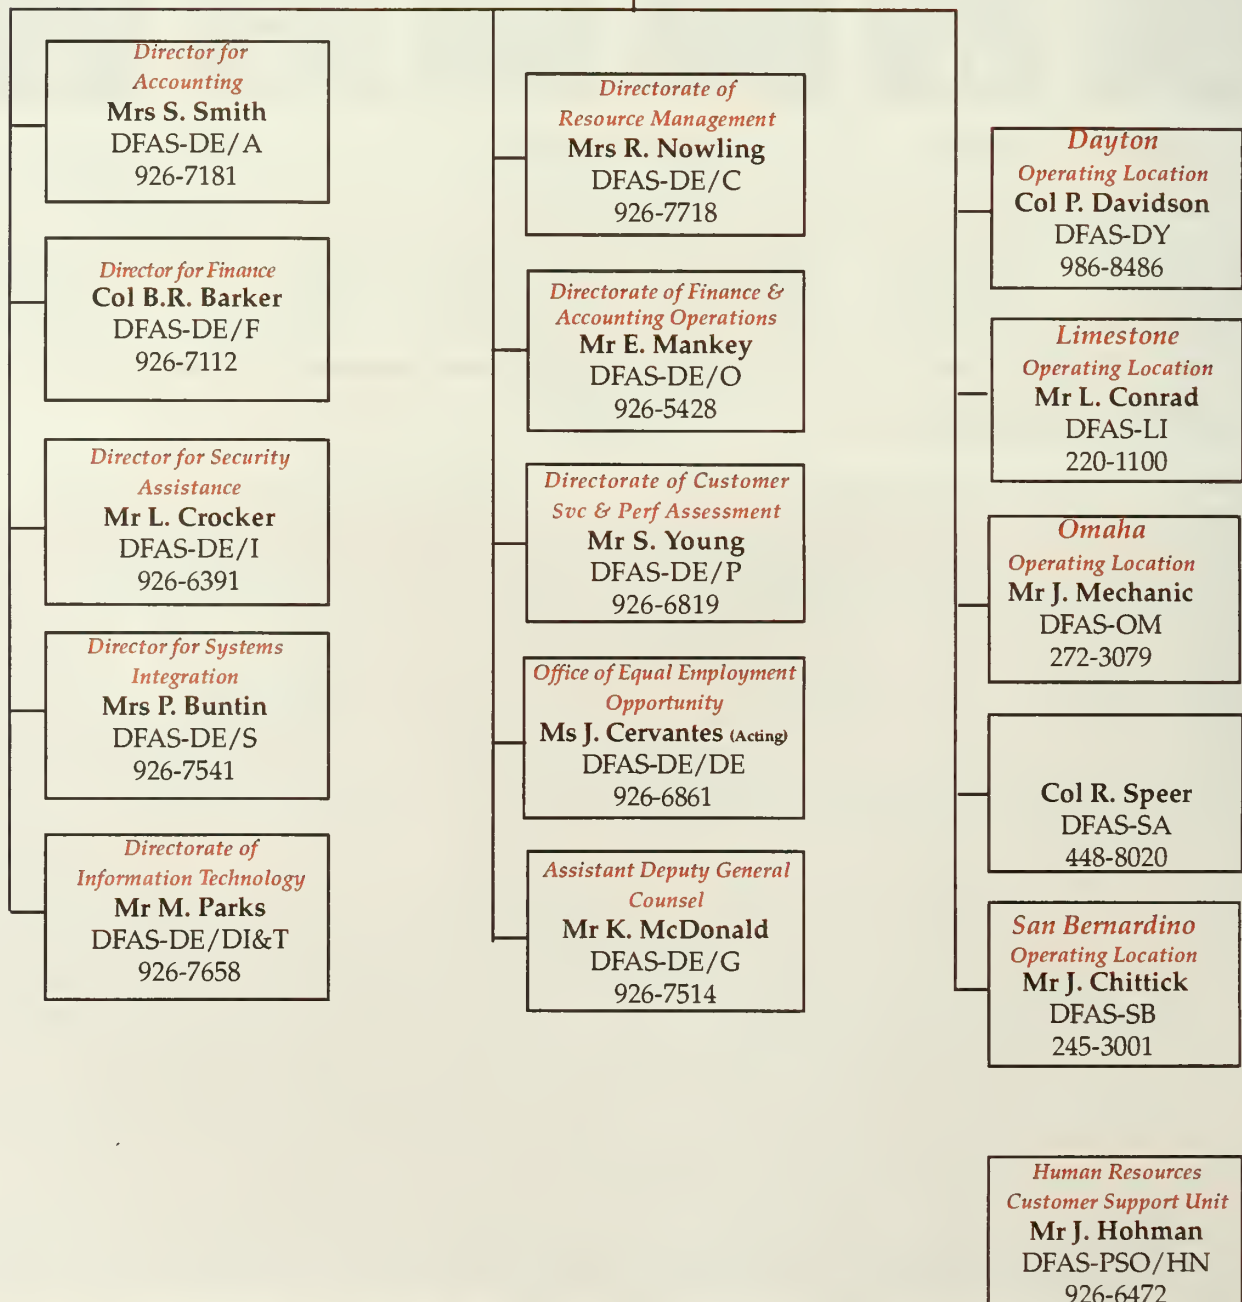 Director for
Accounting
Mrs S. Smith
DFAS-DE/A
926-7181
Director for Finance
Col B.R. Barker
DFAS-DE/F
926-7112
Director for Security
Assistance
Mr L. Crocker
DFAS-DE/I
926-6391
Director for Systems
Integration
Mrs P. Buntin
DFAS-DE/S
926-7541
Directorate of
Information Technology
Mr M. Parks
DFAS-DE/DI&T
926-7658
Directorate of
Resource Management
Mrs R. Nowling
DFAS-DE/C
926-7718
Directorate of Finance &
Accounting Operations
Mr E. Mankey
DFAS-DE/O
926-5428
Directorate of Customer
Svc & Perf Assessment
Mr S. Young
DFAS-DE/P
926-6819
Office of Equal Employment
Opportunity
Ms J. Cervantes (Acting)
DFAS-DE/DE
926-6861
Assistant Deputy General
Counsel
Mr K. McDonald
DFAS-DE/G
926-7514
Dayton
Operating Location
Col P. Davidson
DFAS-DY
986-8486
Limestone
Operating Location
Mr L. Conrad
DFAS-LI
220-1100
Omaha
Operating Location
Mr J. Mechanic
DFAS-OM
272-3079
Col R. Speer
DFAS-SA
448-8020
San Bernardino
Operating Location
Mr J. Chittick
DFAS-SB
245-3001
Human Resources
Customer Support Unit
Mr J. Hohman
DFAS-PSO/HN
926-6472